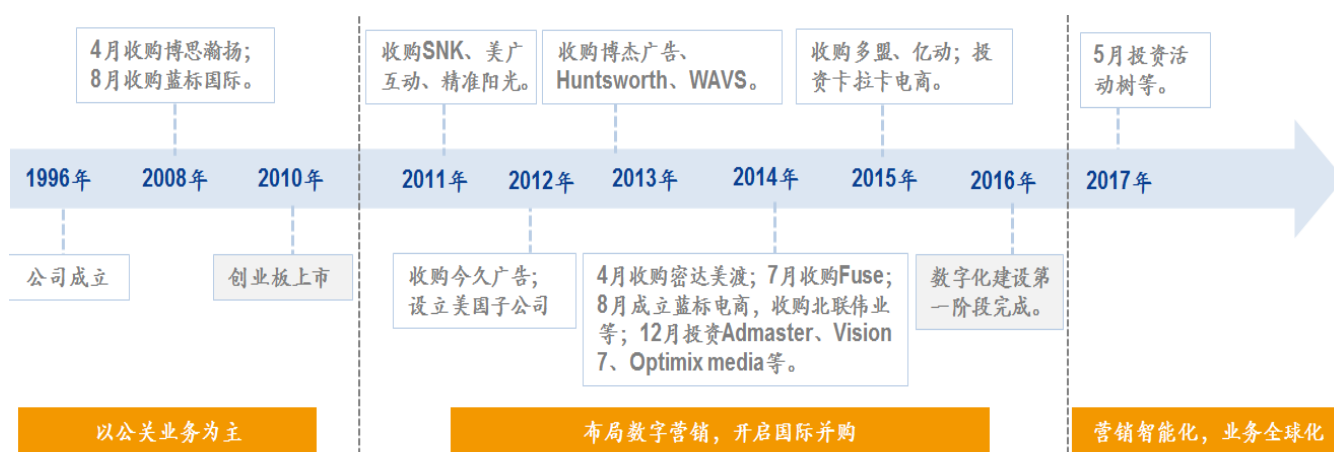 4月收购博思瀚扬；
8月收购蓝标国际。
收购SNK、美广
互动、精准阳光。
收购博杰广告、
Huntsworth、WAVS。
收购多盟、亿动；投
资卡拉卡电商。
5月投资活
动树等。
1996年
2008年
2010年
2011年
2012年
2013年
2014年
2015年
2016年
2017年
公司成立
创业板上市
收购今久广告；
设立美国子公司
4月收购密达美渡；7月收购Fuse；
8月成立蓝标电商，收购北联伟业
等；12月投资Admaster、Vision
7、Optimix media等。
数字化建设第
一阶段完成。
以公关业务为主
布局数字营销，开启国际并购
营销智能化，业务全球化